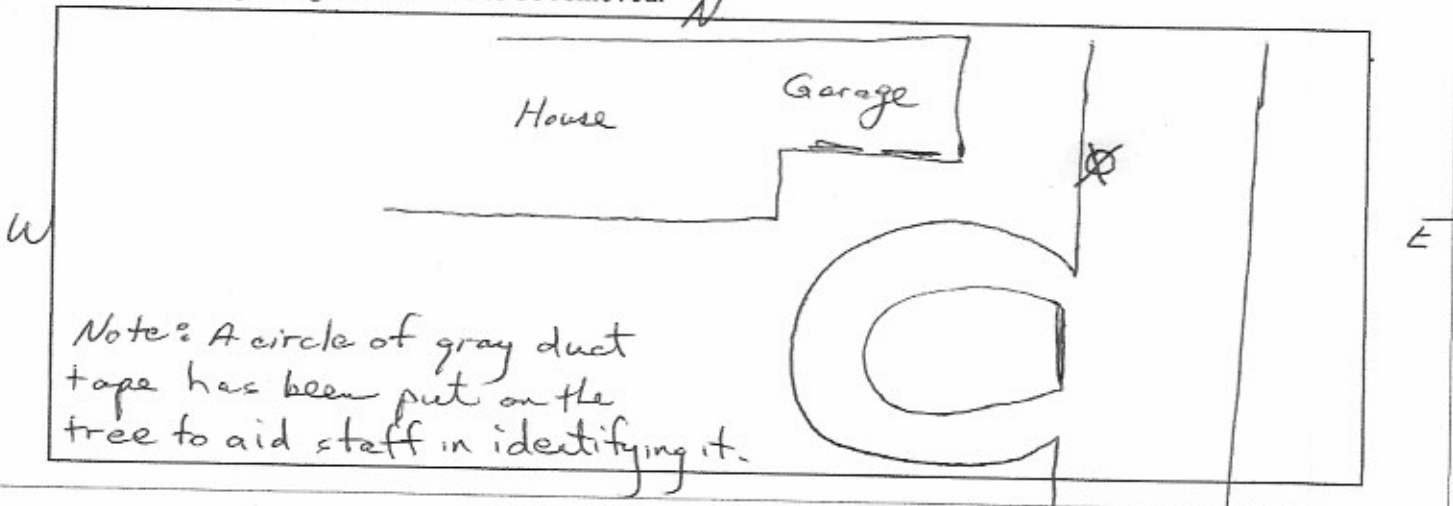 N
House
Garage
W
E
Note: A circle of gray duct
tape has been put on the
tree to aid staff in identifying it.